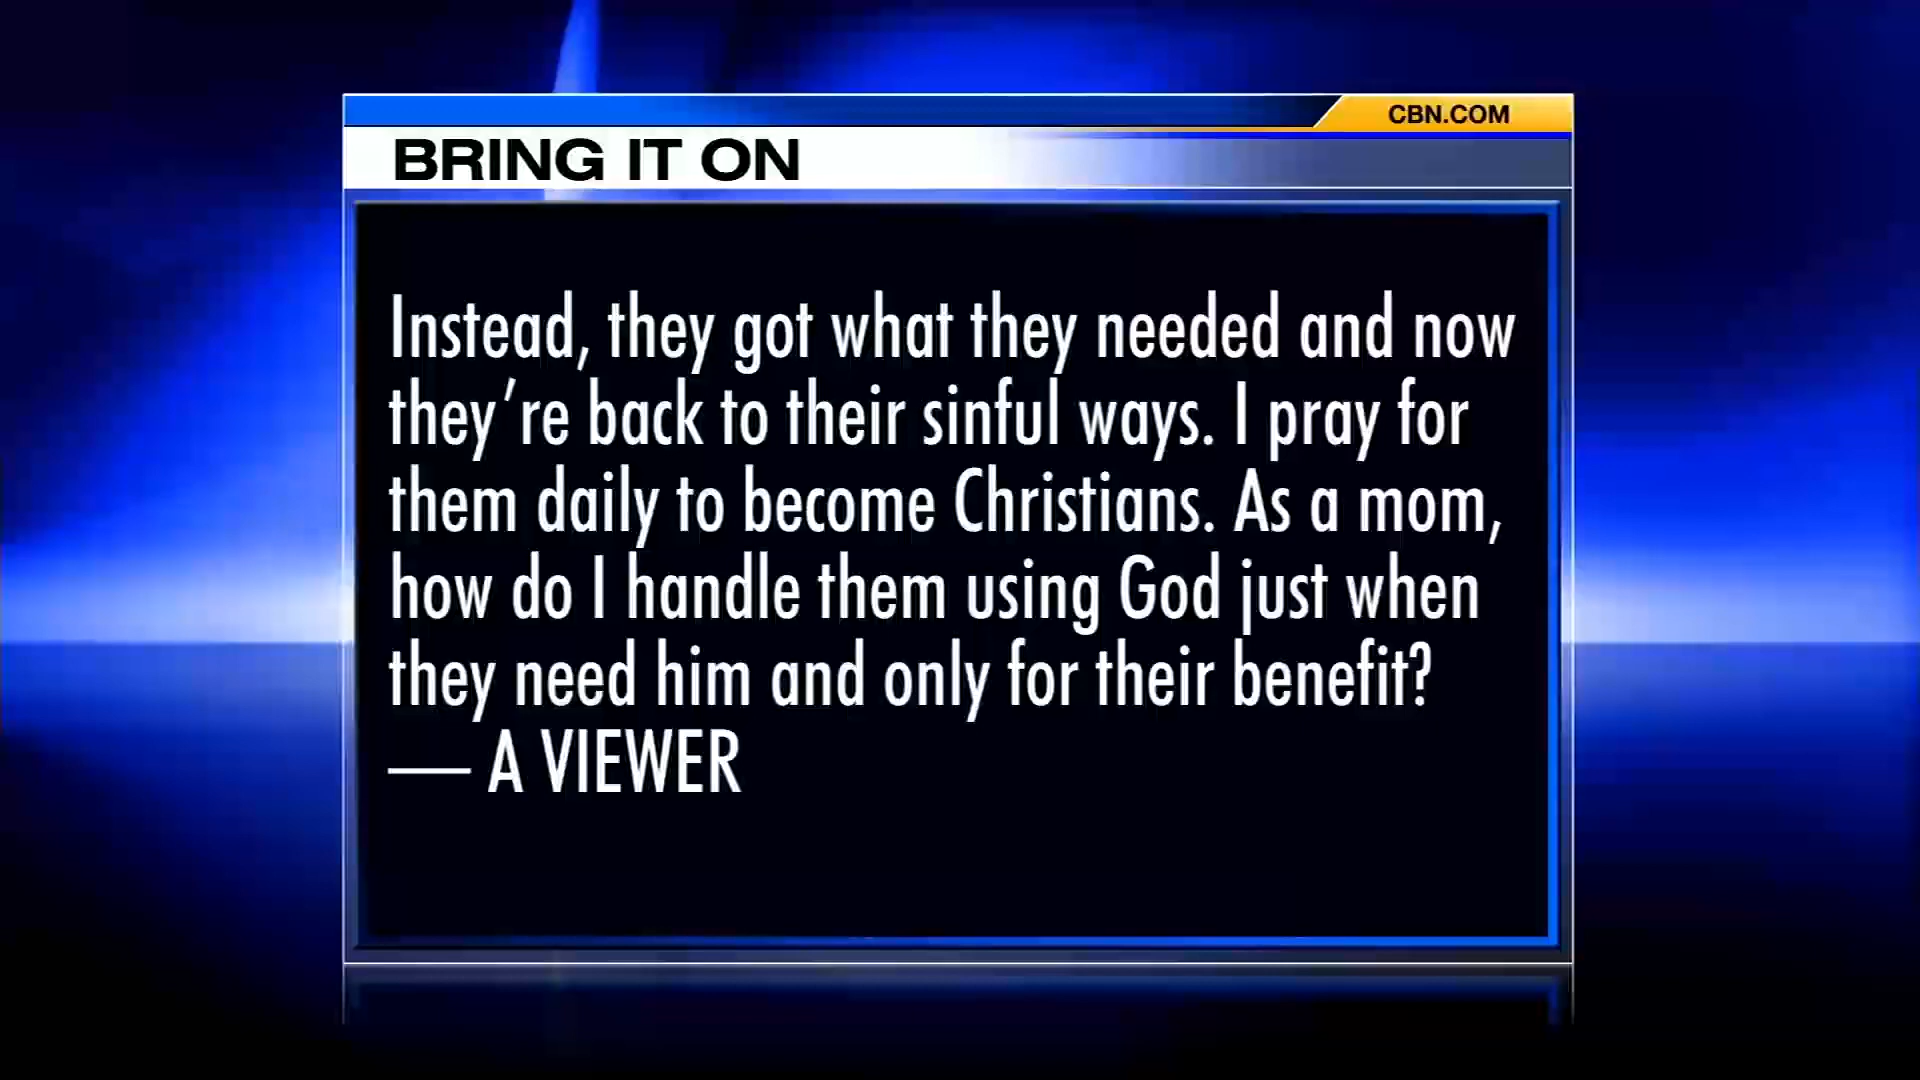 CBN.COM
BRING IT ON
Instead, they got what they needed and now
they're back to their sinful ways. I pray for
them daily to become Christians. As a mom,
how do I handle them using God just when
they need him and only for their benefit?
— A VIEWER